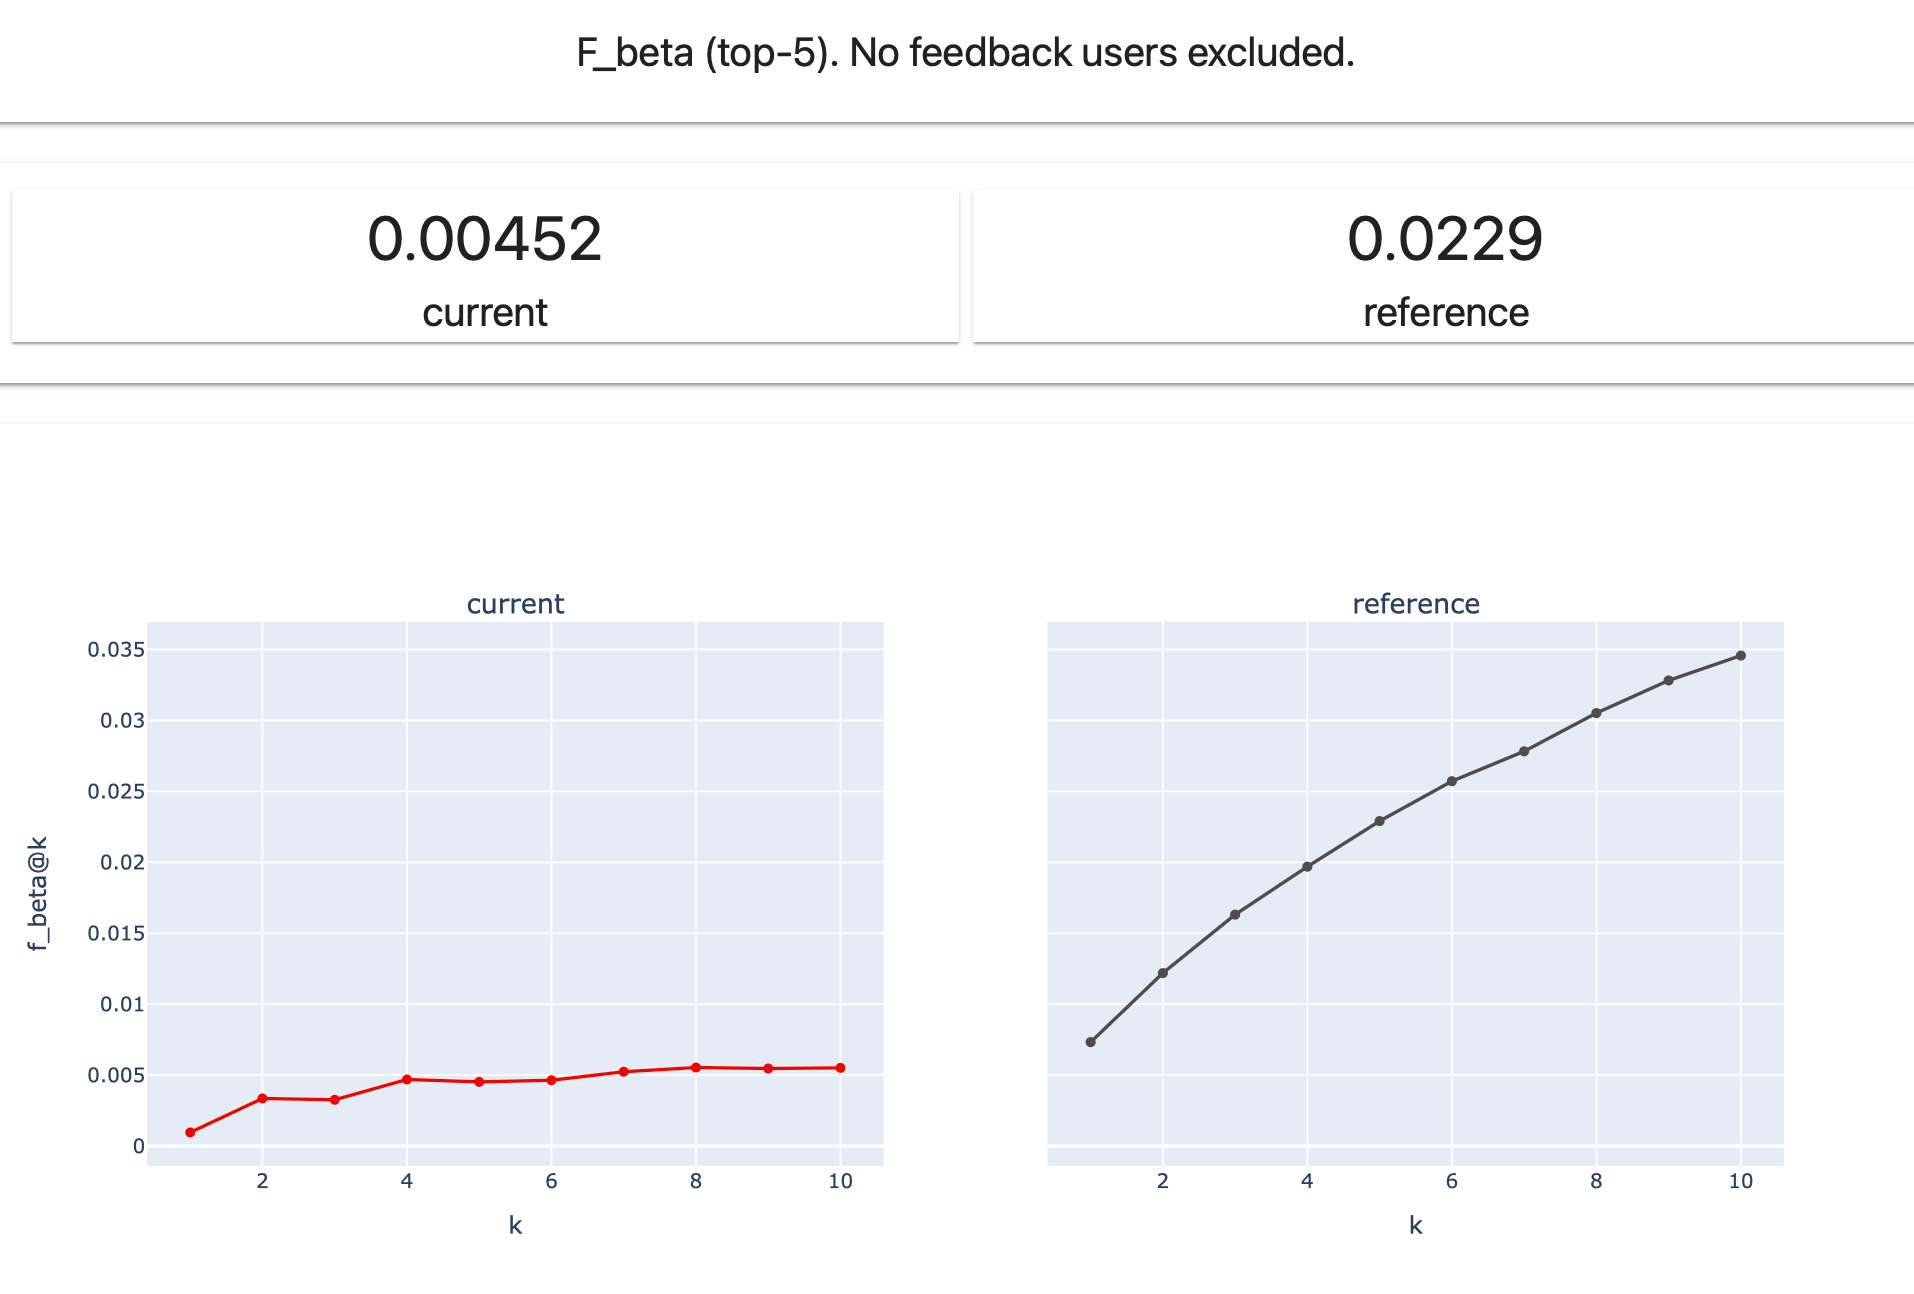 F_beta (top-5). No feedback users excluded.
0.00452
current
0.0229
reference
current
reference
0.035
0.03
0.025
0.02
0.015
0.01
0.005
0
f_beta@k
2 4 6 8 10
2 4 6 8 10
k
k